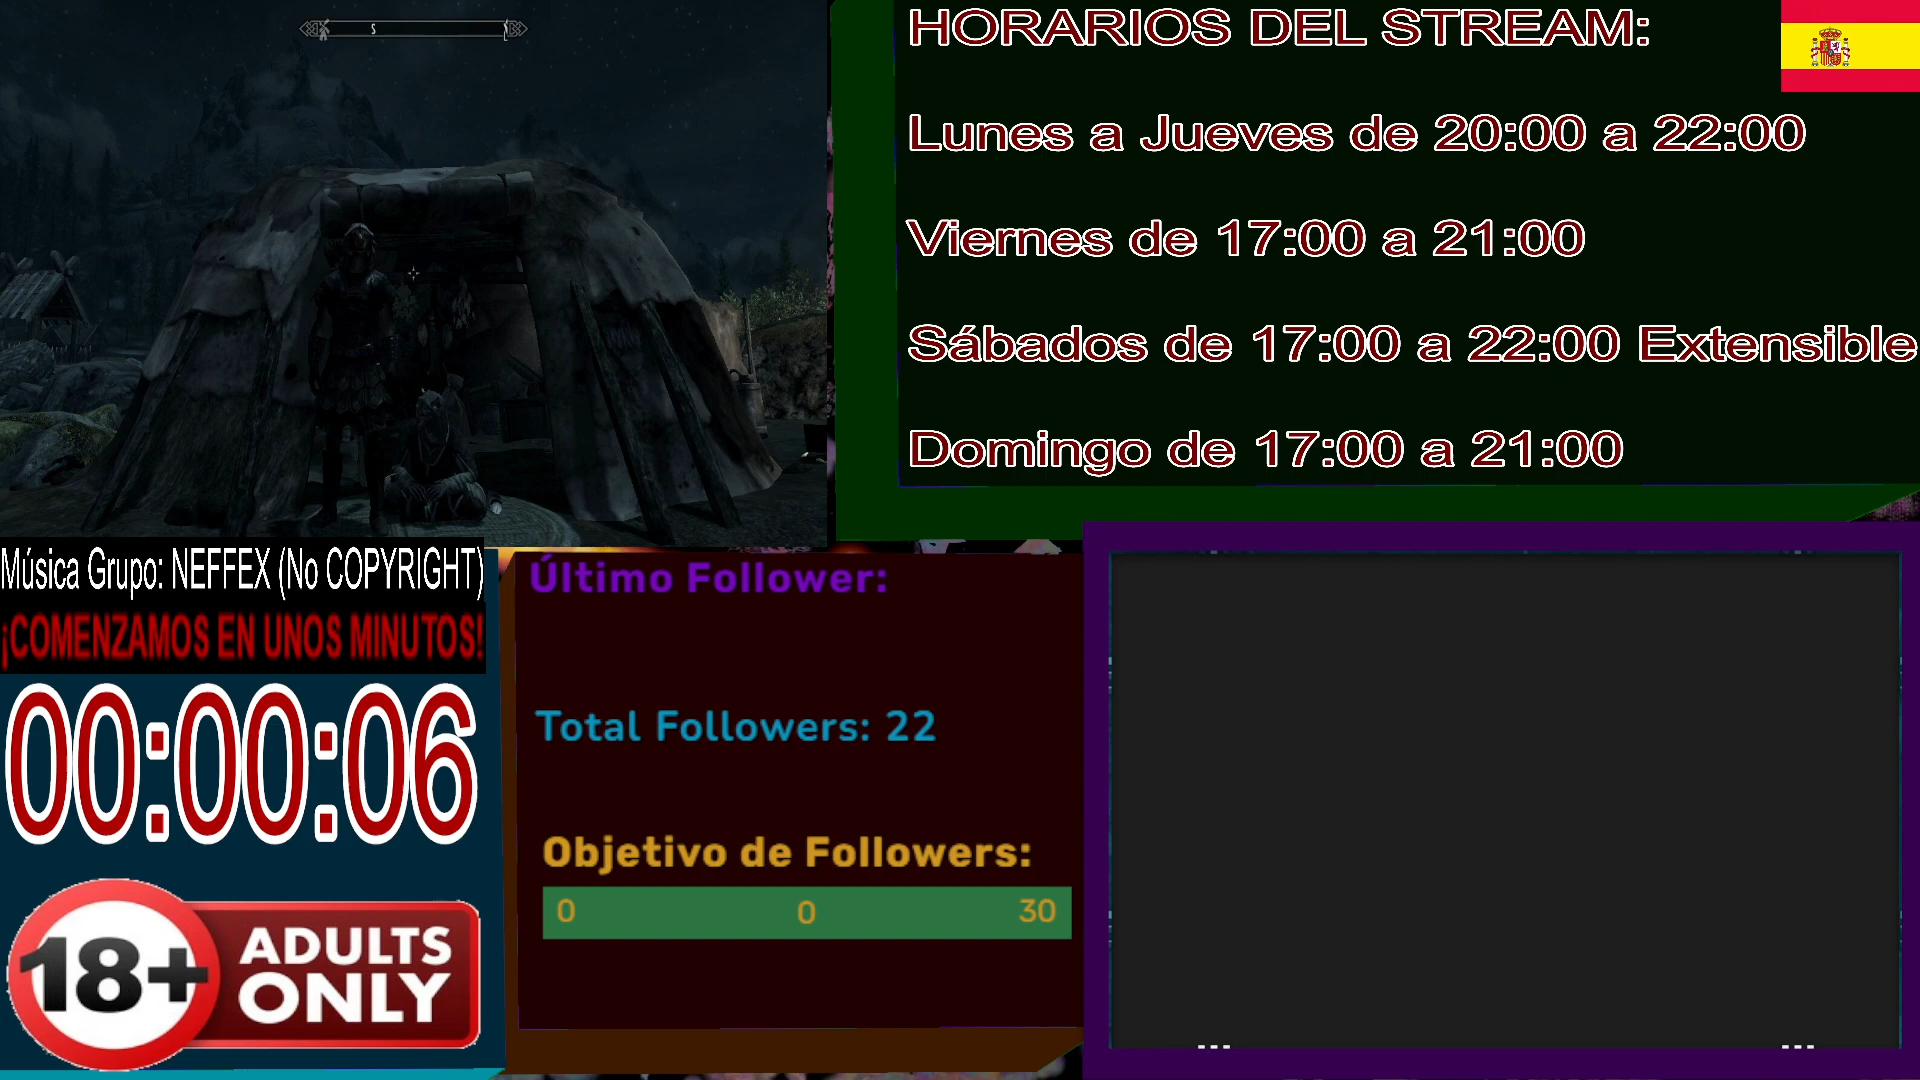 S
HORARIOS DEL STREAM:
Lunes a Jueves de 20:00 a 22:00
Viernes de 17:00 a 21:00
Sábados de 17:00 a 22:00 Extensible
Domingo de 17:00 a 21:00
Música Grupo: NEFFEX (No COPYRIGHT)
¡COMENZAMOS EN UNOS MINUTOS!
00:00:06
18+ ADULTS
ONLY
Último Follower:
Total Followers: 22
Objetivo de Followers:
0 0 30